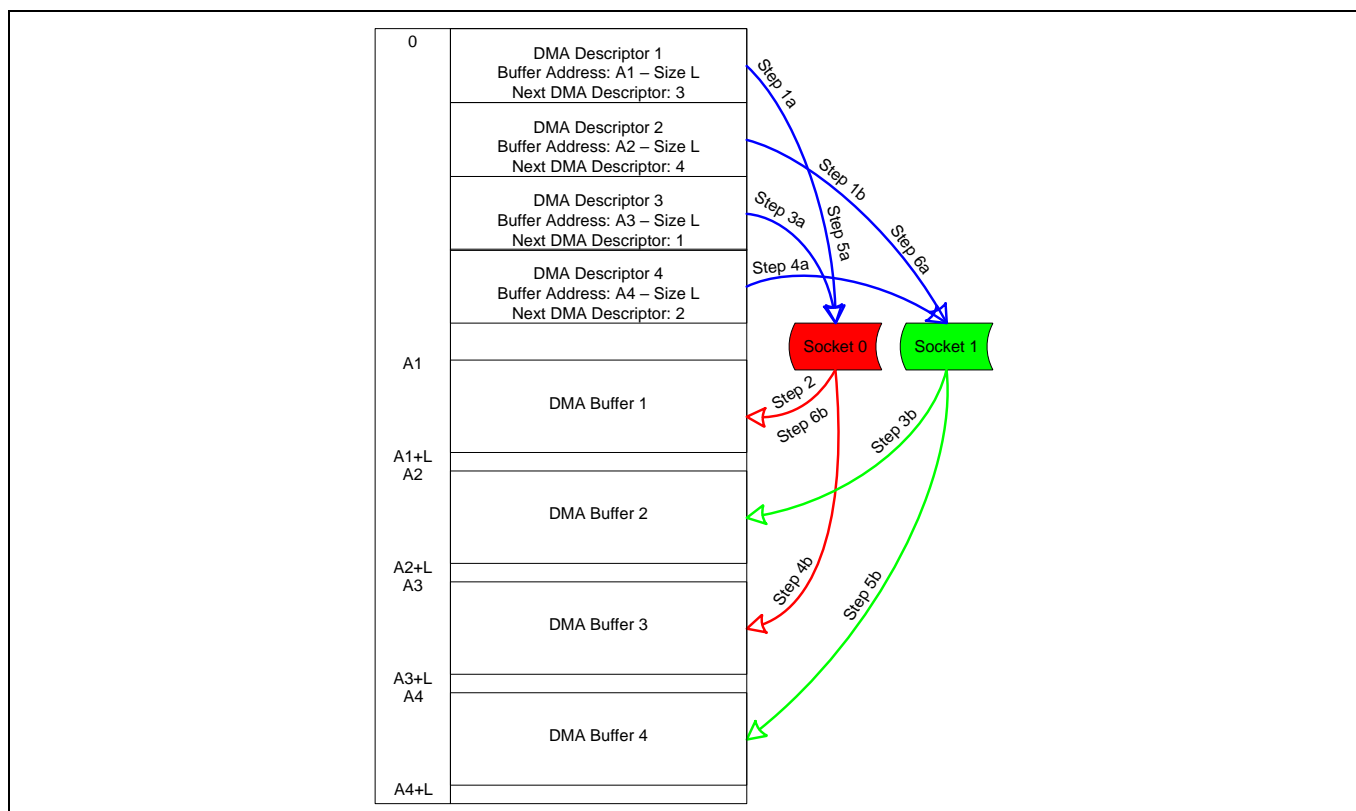 0
DMA Descriptor 1
Buffer Address: A1 – Size L
Next DMA Descriptor: 3
DMA Descriptor 2
Buffer Address: A2 – Size L
Next DMA Descriptor: 4
DMA Descriptor 3
Buffer Address: A3 – Size L
Next DMA Descriptor: 1
DMA Descriptor 4
Buffer Address: A4 – Size L
Next DMA Descriptor: 2
Step 1a
Step 1b
Step 3a
Step 5a
Step 6a
Step 4a
Socket 0
Socket 1
A1
DMA Buffer 1
Step 2
Step 6b
Step 3b
A1+L
A2
DMA Buffer 2
A2+L
A3
Step 4b
Step 5b
DMA Buffer 3
A3+L
A4
DMA Buffer 4
A4+L